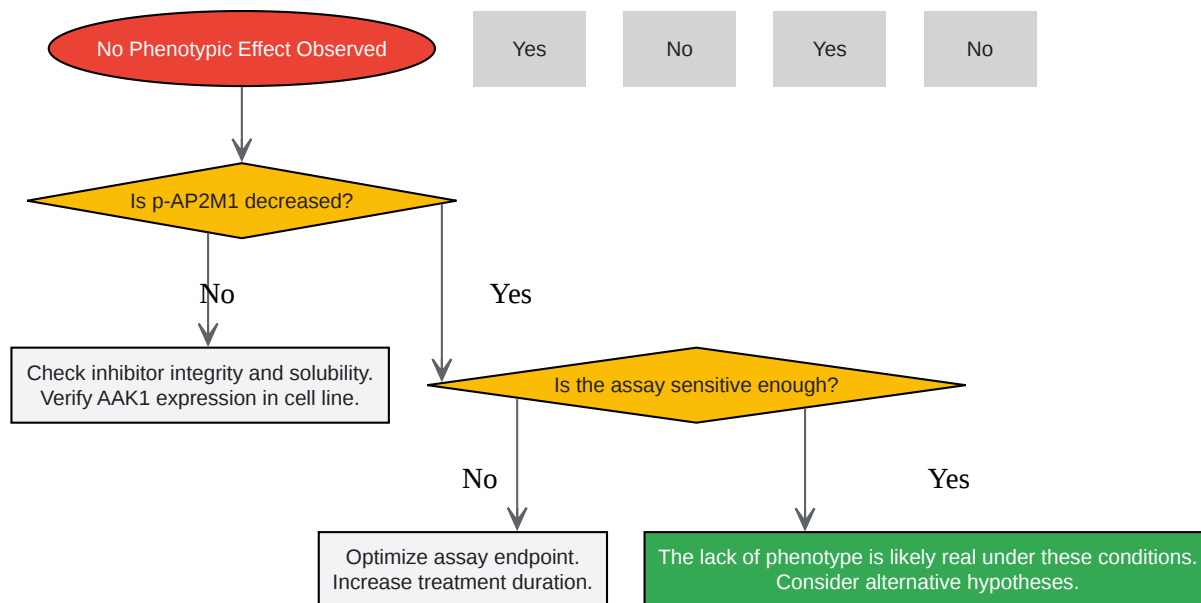 No Phenotypic Effect Observed
Yes
No
Yes
No
Is p-AP2M1 decreased?
No
Yes
Check inhibitor integrity and solubility.
Verify AAK1 expression in cell line.
Is the assay sensitive enough?
No
Yes
Optimize assay endpoint.
Increase treatment duration.
The lack of phenotype is likely real under these conditions.
Consider alternative hypotheses.